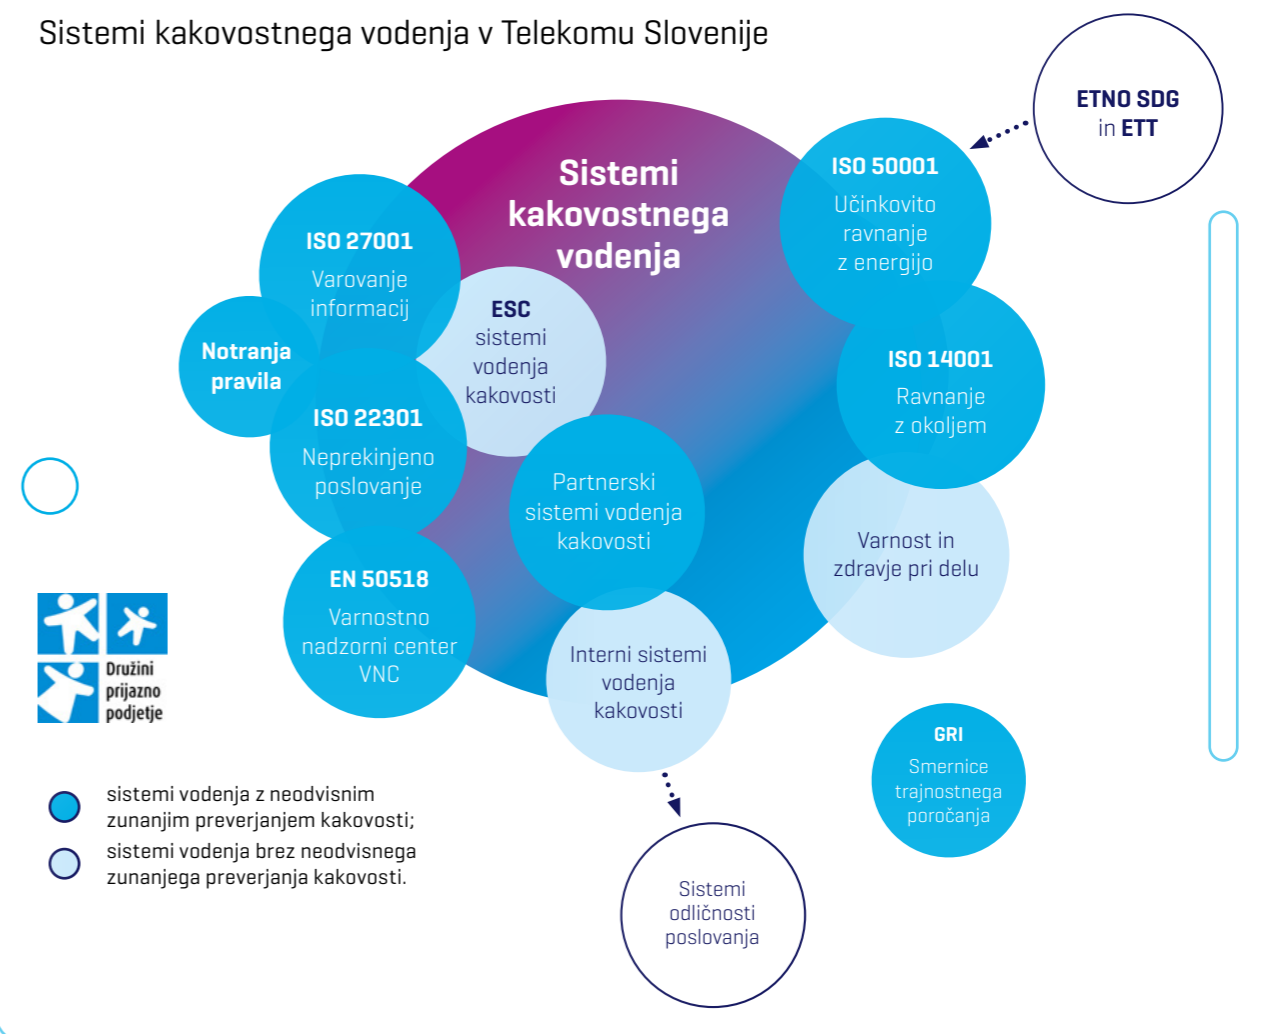 Sistemi kakovostnega vodenja v Telekomu Slovenije
ETNO SDG
in ETT
Sistemi
kakovostnega
vodenja
ISO 50001
Učinkovito
ravnanje
z energijo
ISO 27001
Varovanje
informacij
ESC
sistemi
vodenja
kakovosti
Notranja
pravila
ISO 14001
Ravnanje
z okoljem
ISO 22301
Neprekinjeno
poslovanje
Partnerski
sistemi vodenja
kakovosti
Varnost in
zdravje pri delu
EN 50518
Varnostno
nadzorni center
VNC
Interni sistemi
vodenja
kakovosti
Družini
prijazno
podjetje
GRI
Smernice
trajnostnega
poročanja
sistemi vodenja z neodvisnim
zunanjim preverjanjem kakovosti;
sistemi vodenja brez neodvisnega
zunanjega preverjanja kakovosti.
Sistemi
odličnosti
poslovanja